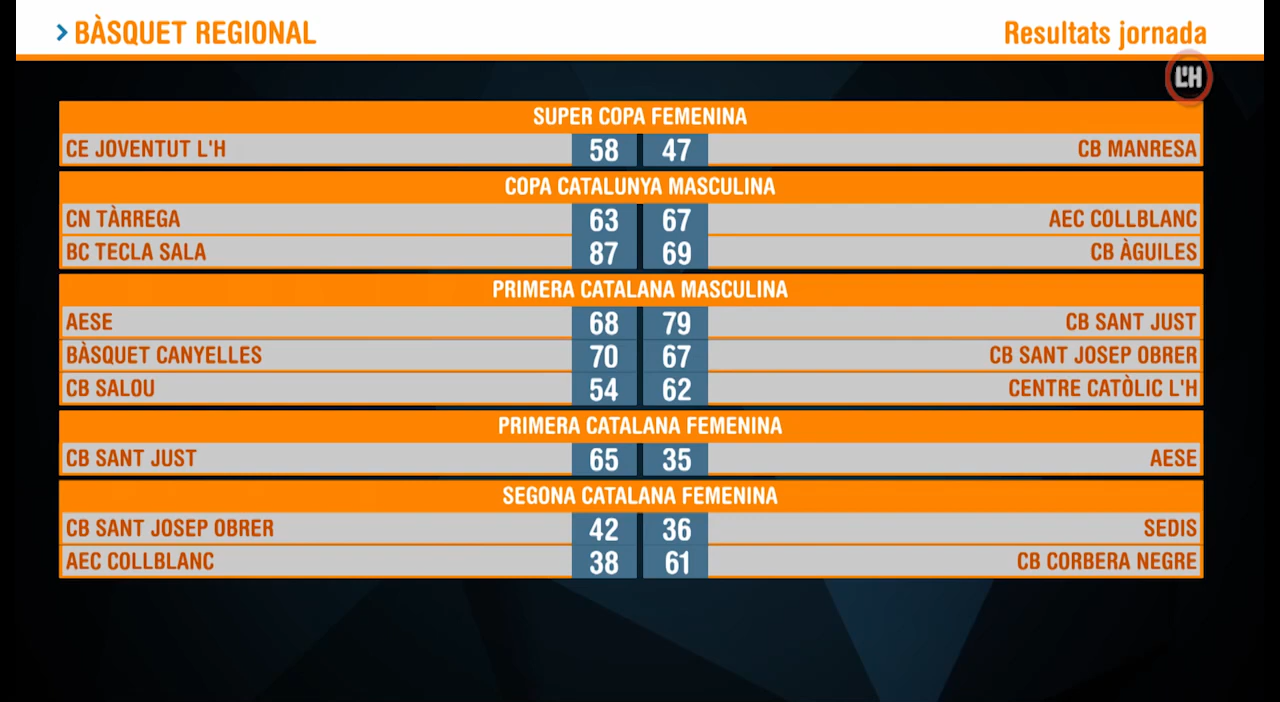 > BÀSQUET REGIONAL Resultats jornada
L'H
SUPER COPA FEMENINA
CE JOVENTUT L'H 58 47 CB MANRESA
COPA CATALUNYA MASCULINA
CN TÀRREGA 63 67 AEC COLLBLANC
BC TECLA SALA 87 69 CB ÀGUILES
PRIMERA CATALANA MASCULINA
AESE 68 79 CB SANT JUST
BÀSQUET CANYELLES 70 67 CB SANT JOSEP OBRER
CB SALOU 54 62 CENTRE CATÒLIC L'H
PRIMERA CATALANA FEMENINA
CB SANT JUST 65 35 AESE
SEGONA CATALANA FEMENINA
CB SANT JOSEP OBRER 42 36 SEDIS
AEC COLLBLANC 38 61 CB CORBERA NEGRE